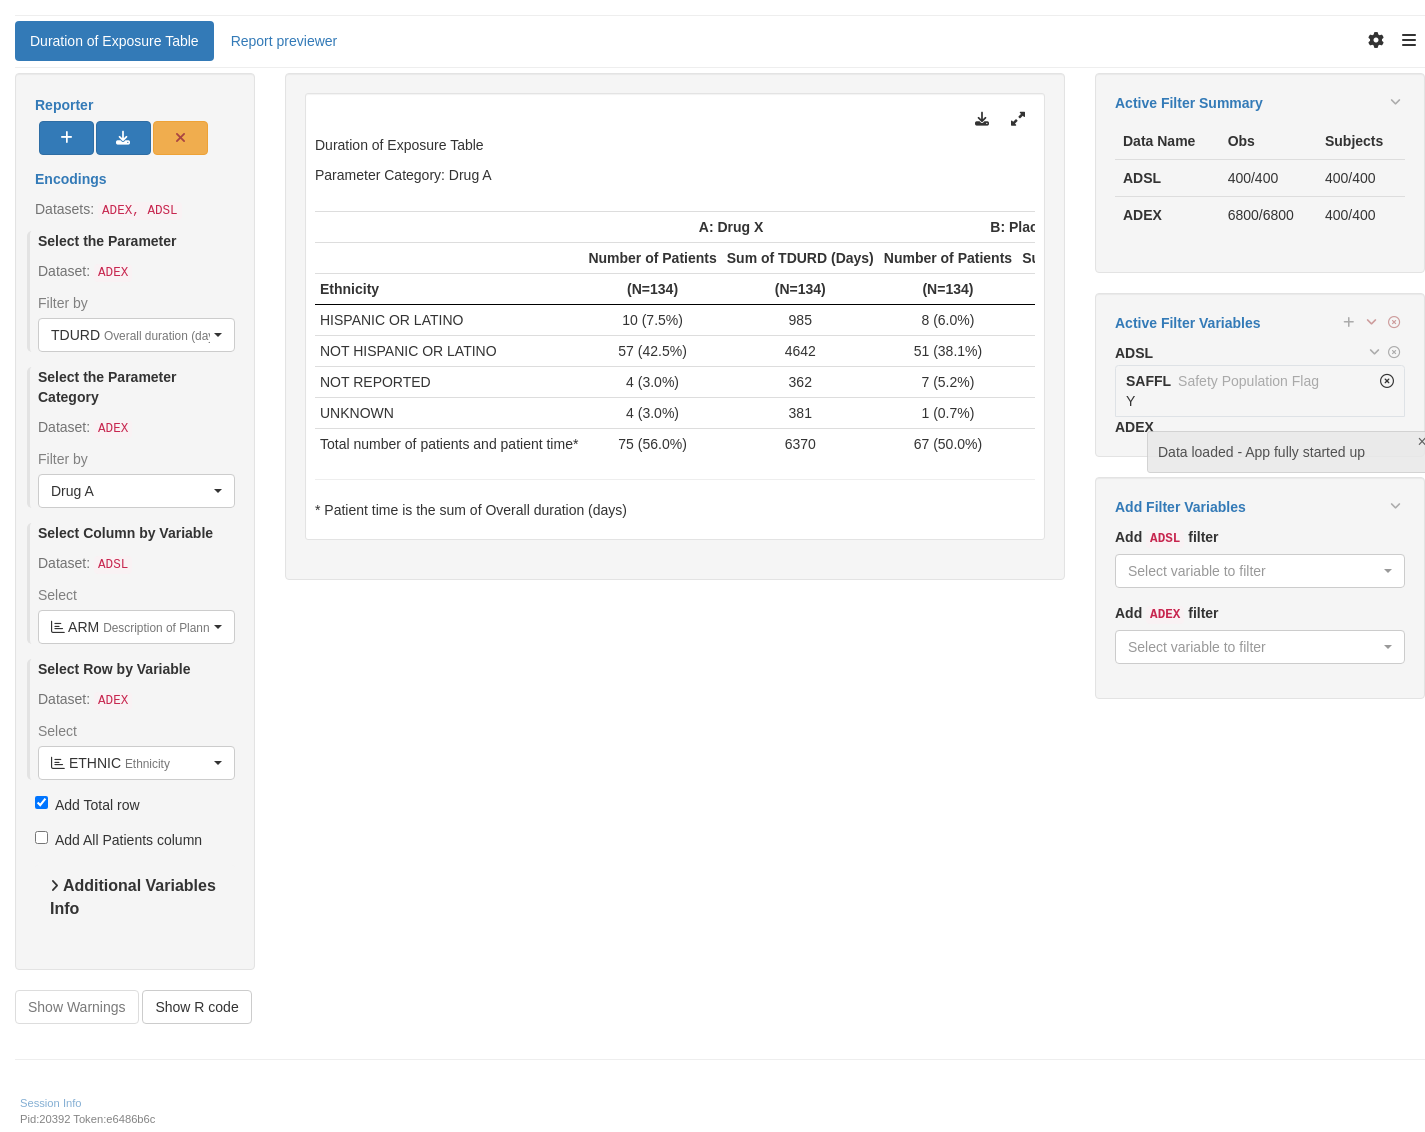 Duration of Exposure Table
Report previewer
Reporter
Encodings
Datasets: ADEX, ADSL
Select the Parameter
Dataset: ADEX
Filter by
TDURD Overall duration (day
Select the Parameter
Category
Dataset: ADEX
Filter by
Drug A
Select Column by Variable
Dataset: ADSL
Select
ARM Description of Plann
Select Row by Variable
Dataset: ADEX
Select
ETHNIC Ethnicity
Add Total row
Add All Patients column
Additional Variables
Info
Show Warnings
Show R code
Duration of Exposure Table
Parameter Category: Drug A
A: Drug X B: Plac
Number of Patients Sum of TDURD (Days) Number of Patients Su
Ethnicity (N=134) (N=134) (N=134)
HISPANIC OR LATINO 10 (7.5%) 985 8 (6.0%)
NOT HISPANIC OR LATINO 57 (42.5%) 4642 51 (38.1%)
NOT REPORTED 4 (3.0%) 362 7 (5.2%)
UNKNOWN 4 (3.0%) 381 1 (0.7%)
Total number of patients and patient time* 75 (56.0%) 6370 67 (50.0%)
* Patient time is the sum of Overall duration (days)
Active Filter Summary
Data Name Obs Subjects
ADSL 400/400 400/400
ADEX 6800/6800 400/400
Active Filter Variables
ADSL
SAFFL Safety Population Flag
Y
ADEX
Data loaded - App fully started up
Add Filter Variables
Add ADSL filter
Select variable to filter
Add ADEX filter
Select variable to filter
Session Info
Pid:20392 Token:e6486b6c